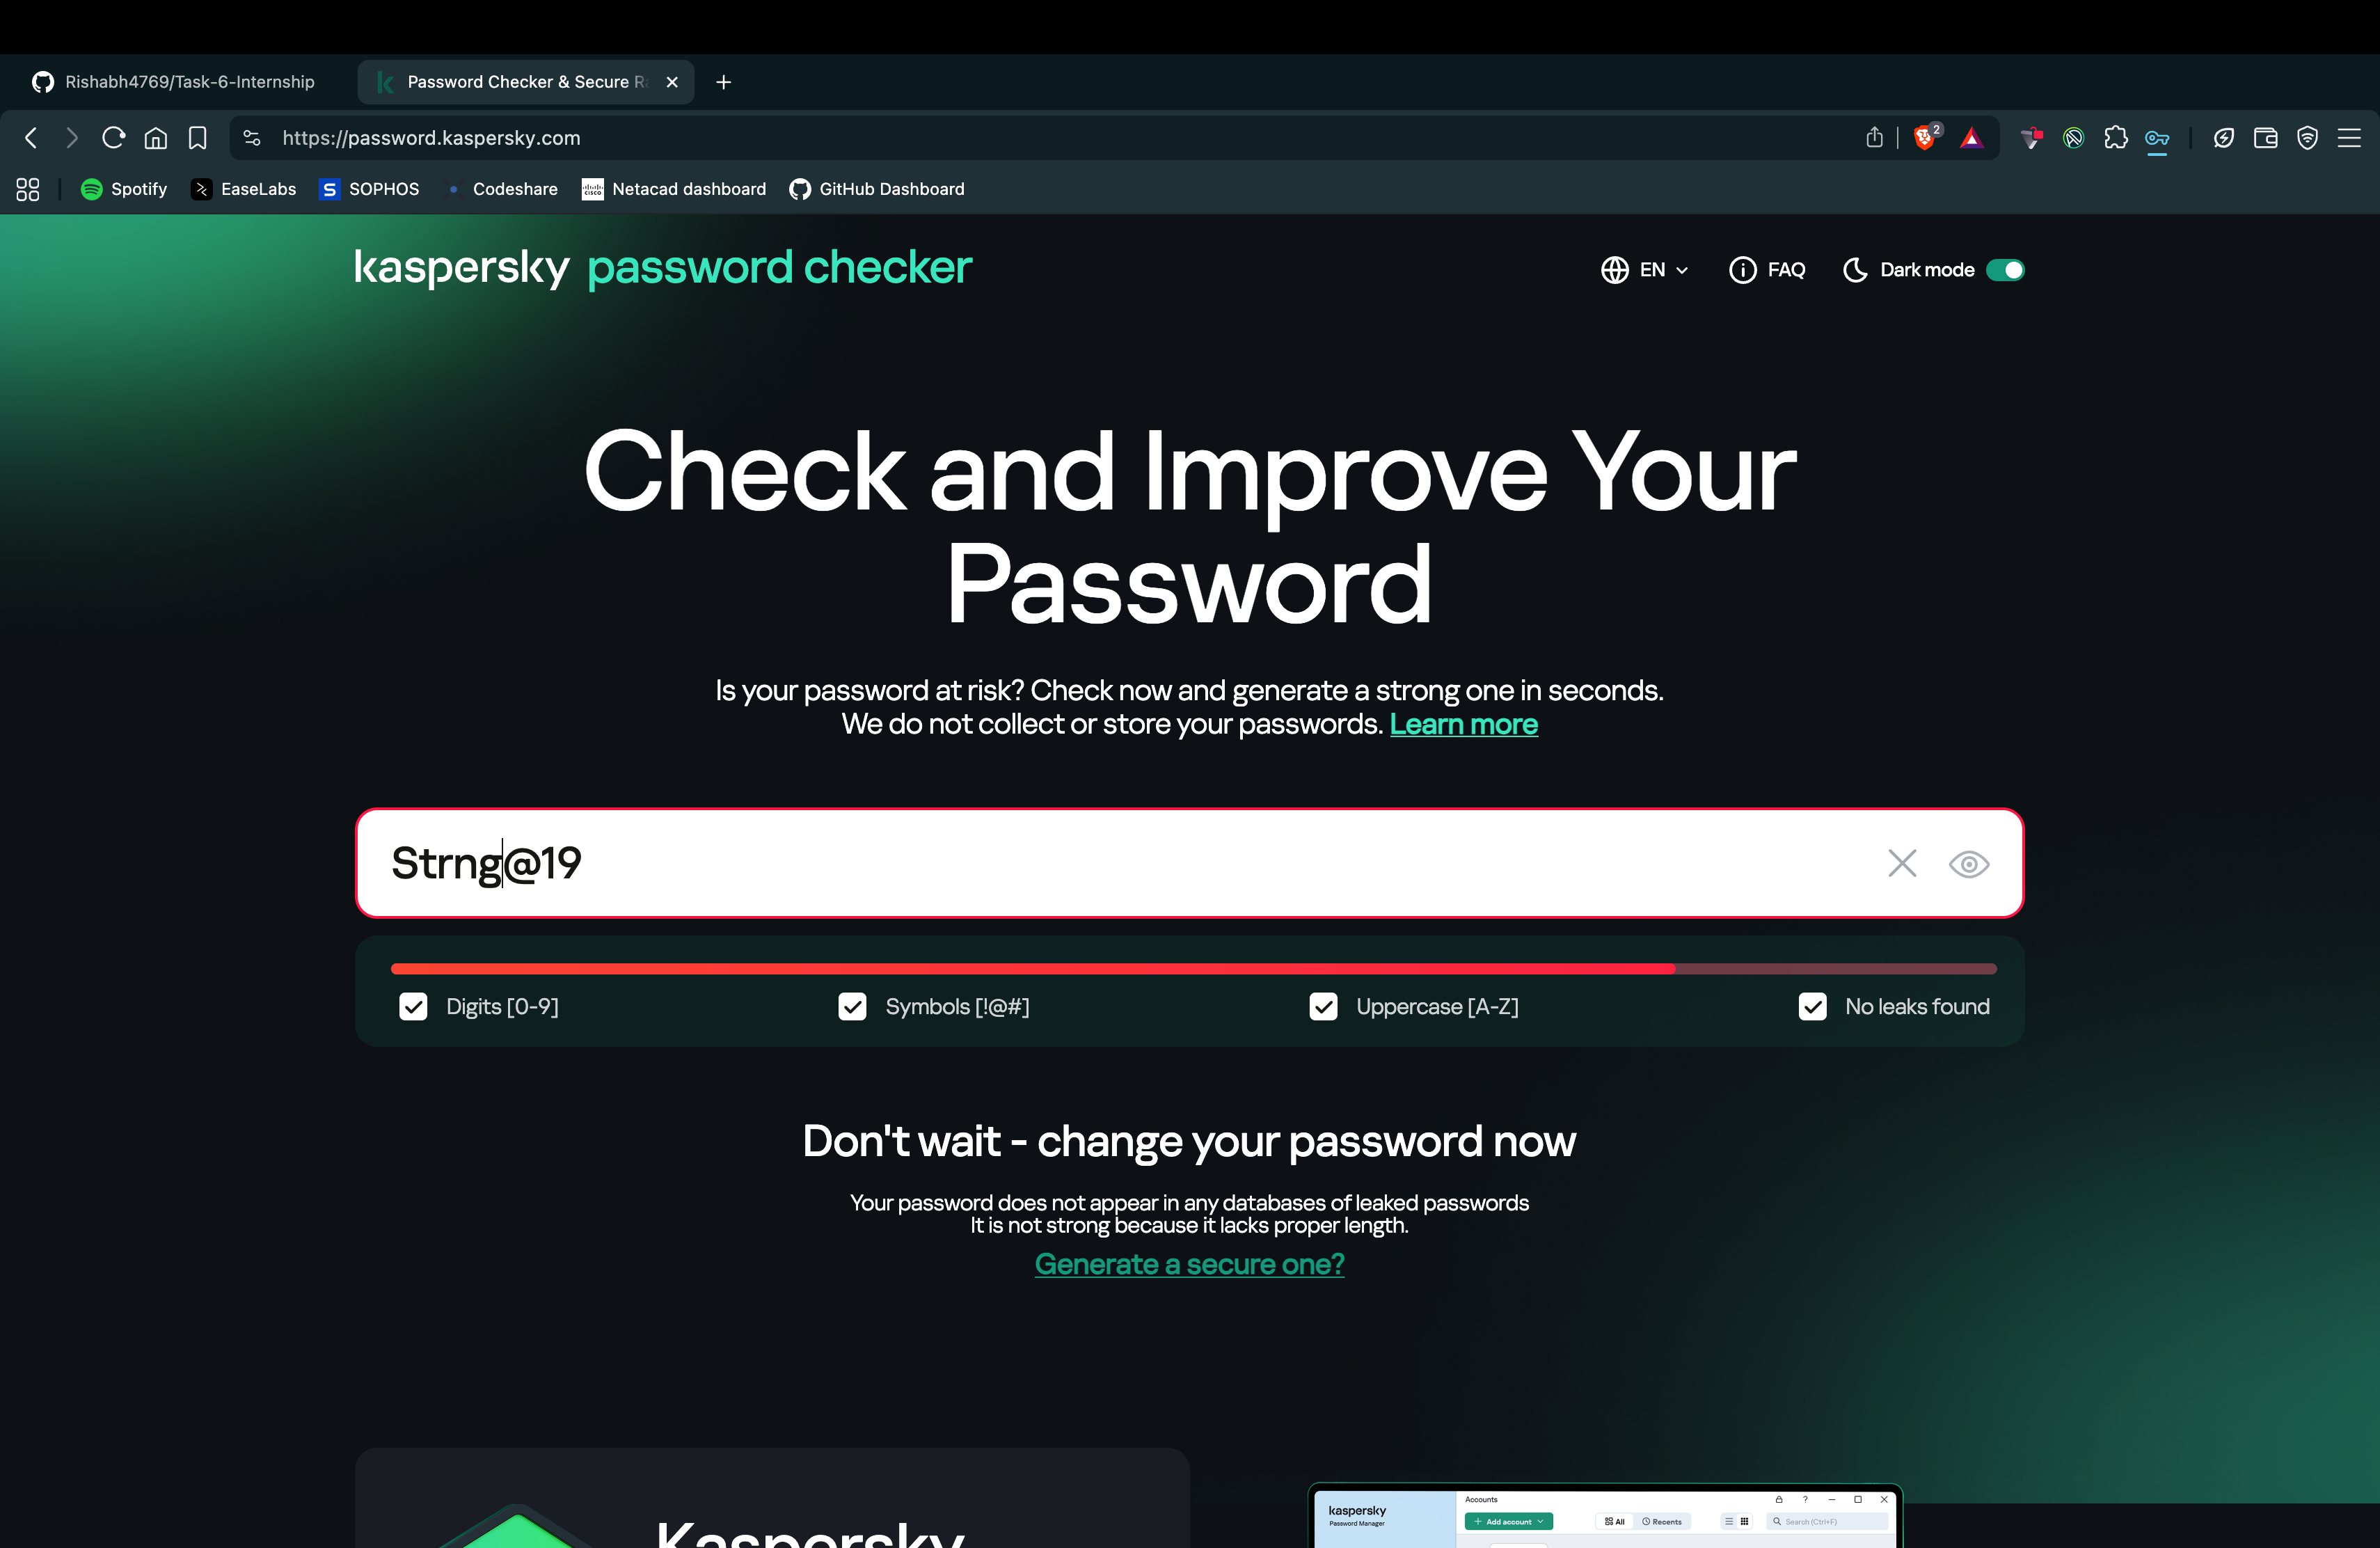 Rishabh4769/Task-6-Internship
Password Checker & Secure Ra
https://password.kaspersky.com
2
Spotify
EaseLabs
S SOPHOS
Codeshare
CISCO Netacad dashboard
GitHub Dashboard
kaspersky password checker
EN
FAQ
Dark mode
Check and Improve Your
Password
Is your password at risk? Check now and generate a strong one in seconds.
We do not collect or store your passwords. Learn more
Strng@19
Digits [0-9]
Symbols [!@#]
Uppercase [A-Z]
No leaks found
Don't wait - change your password now
Your password does not appear in any databases of leaked passwords
It is not strong because it lacks proper length.
Generate a secure one?
Kaspersky
kaspersky
Password Manager
Accounts
?
+ Add account
All
Recents
Search (Ctrl+F)